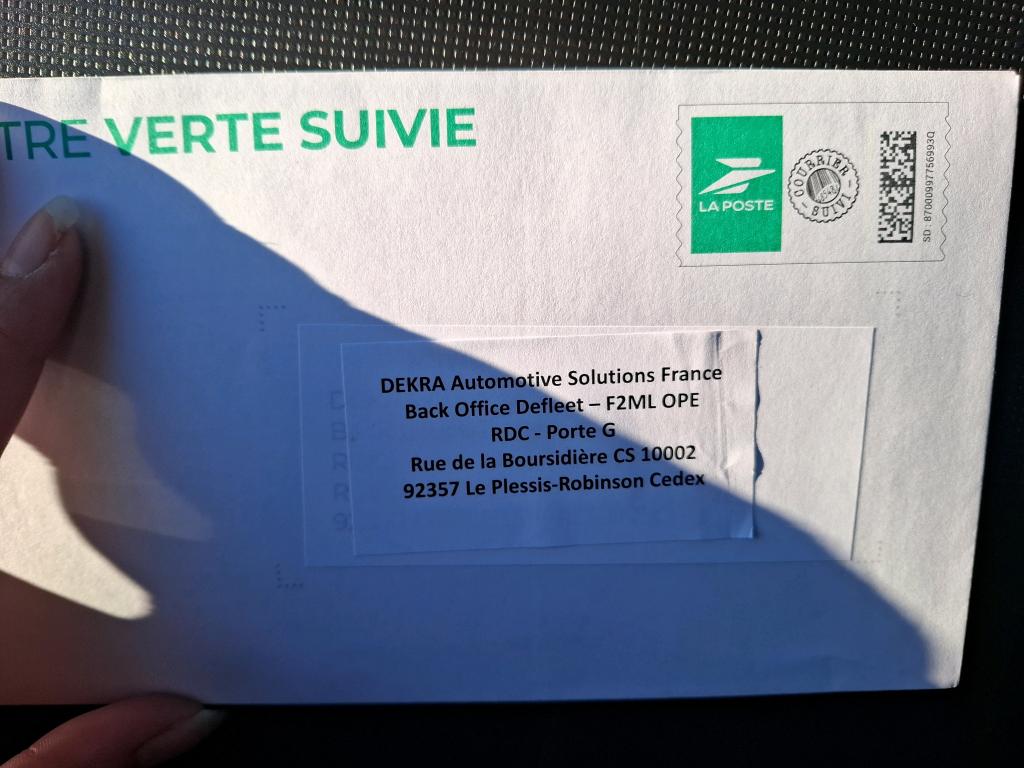 TRE VERTE SUIVIE
LA POSTE
COURRIER
SUIVI
SD : 87000997756993Q
DEKRA Automotive Solutions France
Back Office Defleet – F2ML OPE
RDC - Porte G
Rue de la Boursidière CS 10002
92357 Le Plessis-Robinson Cedex